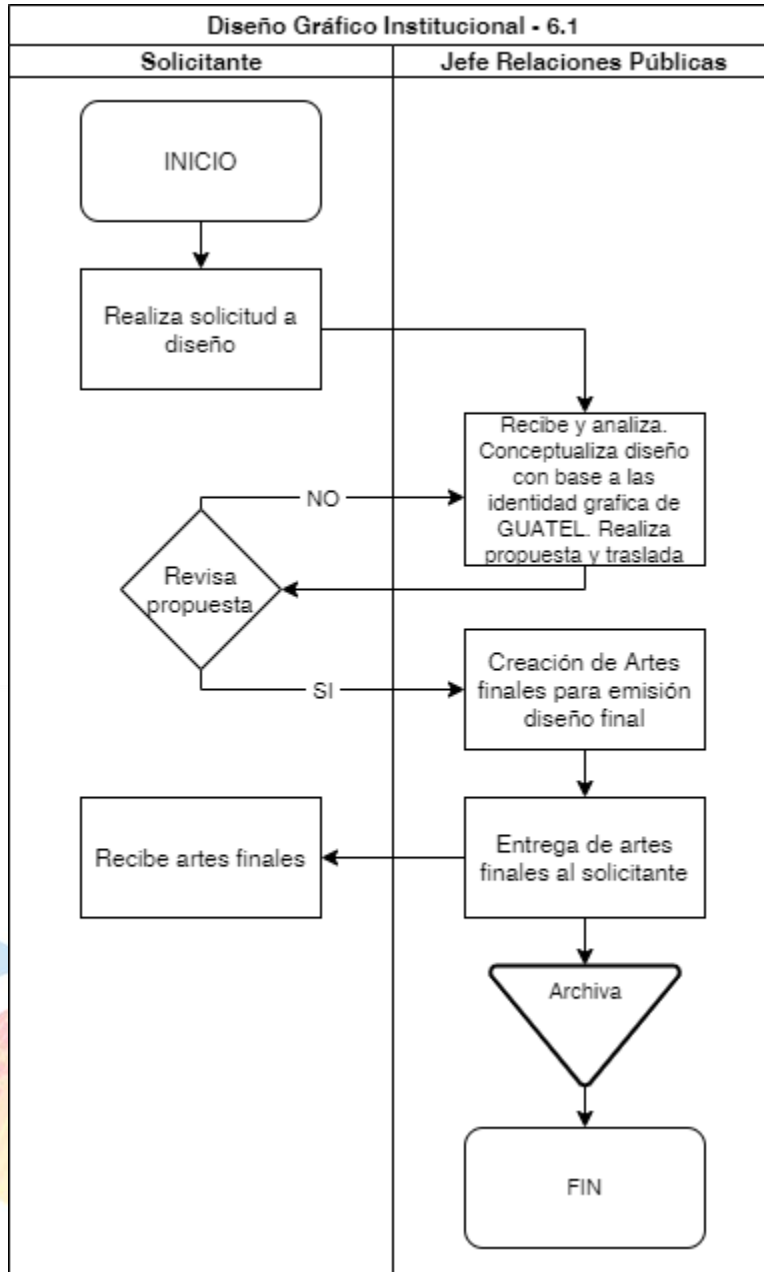 Diseño Gráfico Institucional - 6.1
Solicitante
Jefe Relaciones Públicas
INICIO
Realiza solicitud a
diseño
Recibe y analiza.
Conceptualiza diseño
con base a las
identidad grafica de
GUATEL. Realiza
propuesta y traslada
NO
Revisa
propuesta
SI
Creación de Artes
finales para emisión
diseño final
Recibe artes finales
Entrega de artes
finales al solicitante
Archiva
FIN